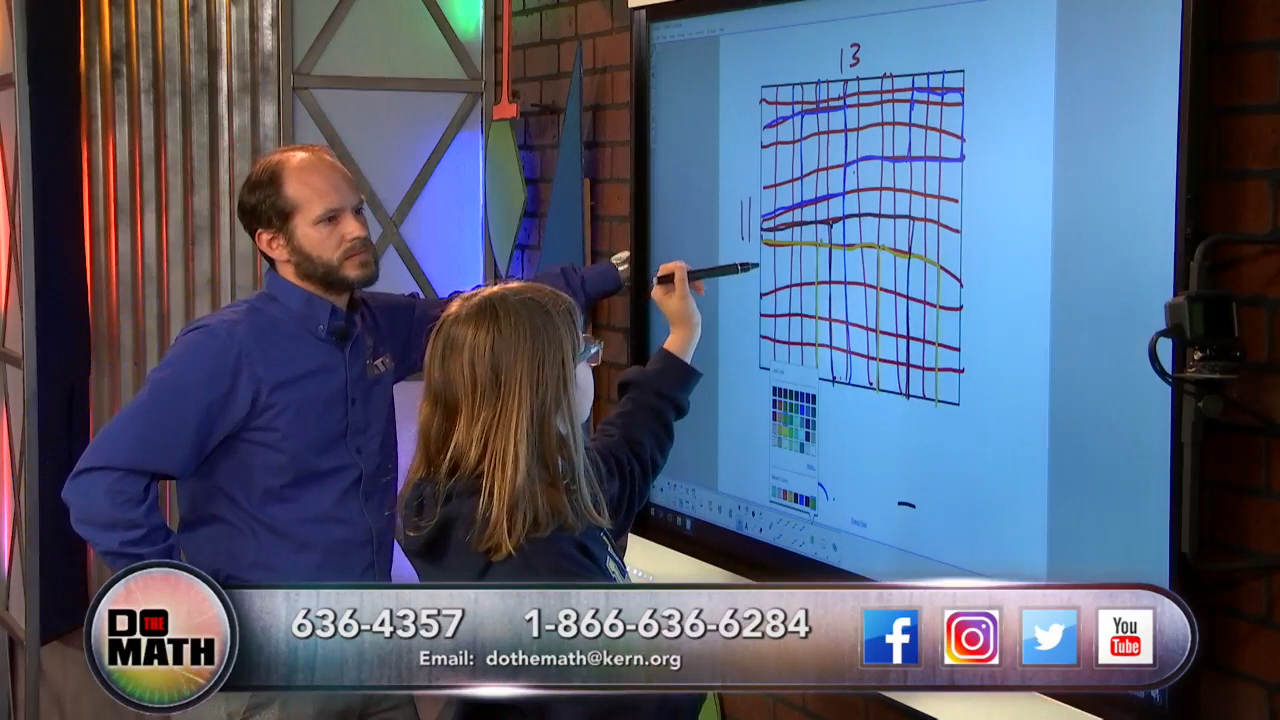 13
11
DO THE MATH
636-4357 1-866-636-6284
Email: dothemath@kern.org
You
Tube